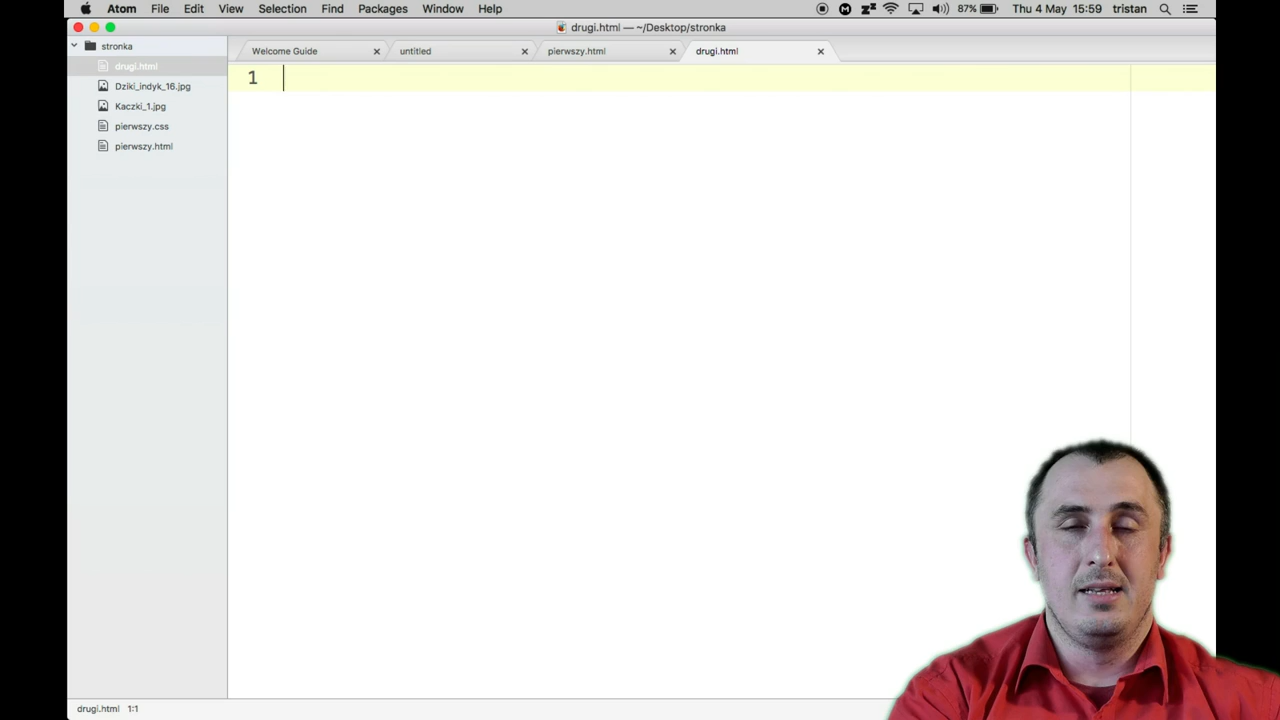 Atom File Edit View Selection Find Packages Window Help 87% Thu 4 May 15:59 tristan
drugi.html — ~/Desktop/stronka
stronka
drugi.html
Dziki_indyk_16.jpg
Kaczki_1.jpg
pierwszy.css
pierwszy.html
Welcome Guide untitled pierwszy.html drugi.html
1
drugi.html 1:1